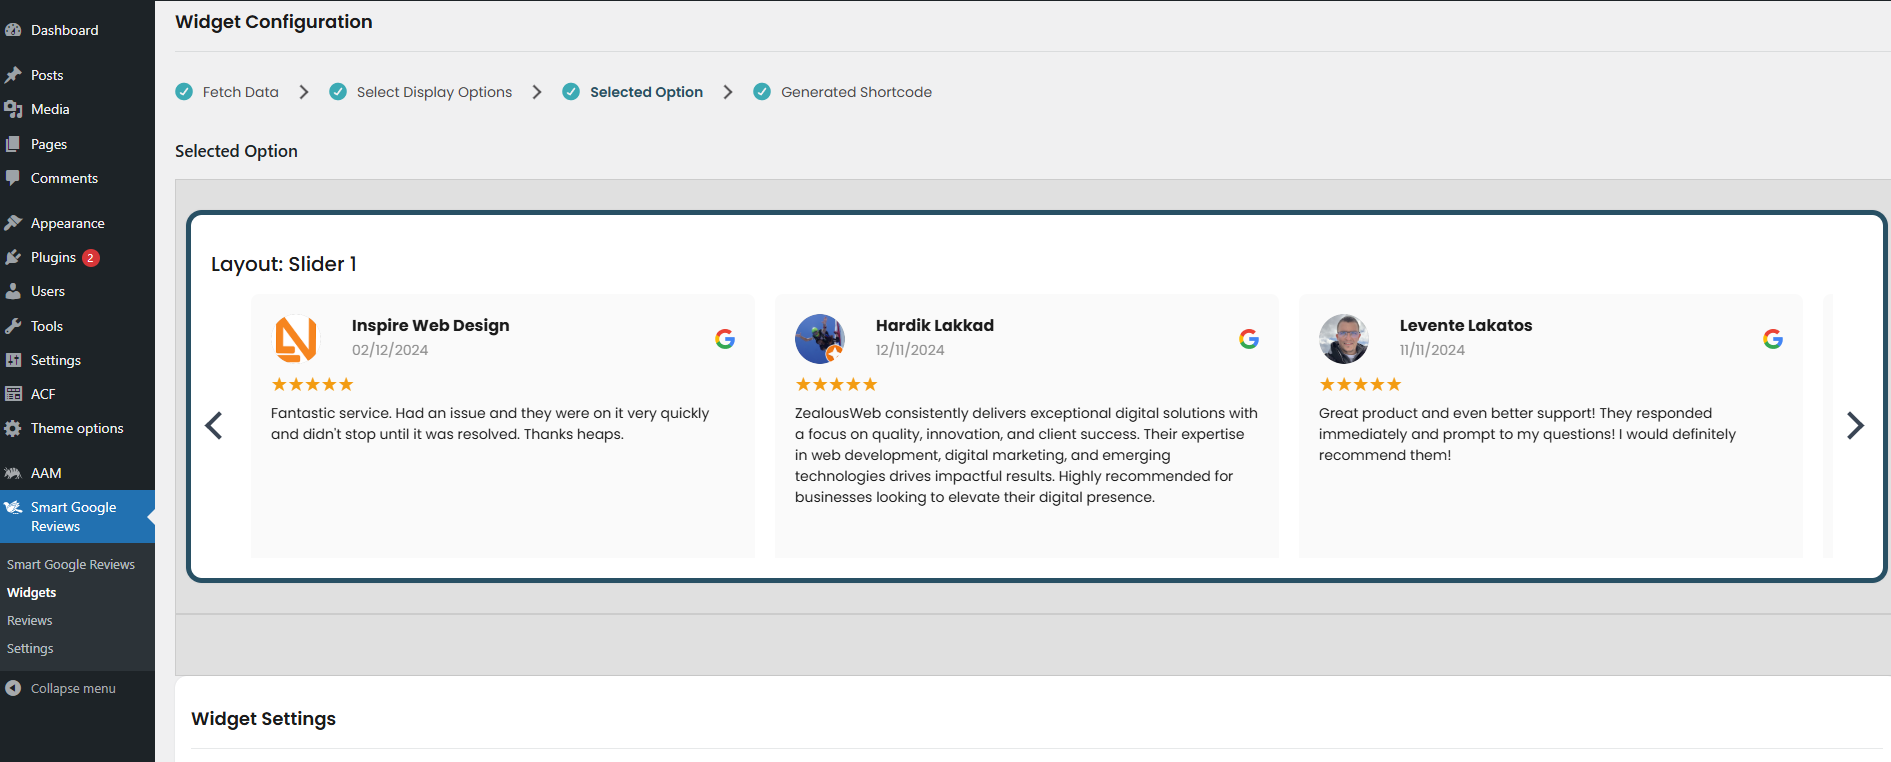 Dashboard
Posts
Media
Pages
Comments
Appearance
Plugins 2
Users
Tools
Settings
ACF
Theme options
AAM
Smart Google
Reviews
Smart Google Reviews
Widgets
Reviews
Settings
Collapse menu
Widget Configuration
Fetch Data
Select Display Options
Selected Option
Generated Shortcode
Selected Option
Layout: Slider 1
Inspire Web Design
02/12/2024
Fantastic service. Had an issue and they were on it very quickly
and didn't stop until it was resolved. Thanks heaps.
Hardik Lakkad
12/11/2024
ZealousWeb consistently delivers exceptional digital solutions with
a focus on quality, innovation, and client success. Their expertise
in web development, digital marketing, and emerging
technologies drives impactful results. Highly recommended for
businesses looking to elevate their digital presence.
Levente Lakatos
11/11/2024
Great product and even better support! They responded
immediately and prompt to my questions! I would definitely
recommend them!
Widget Settings